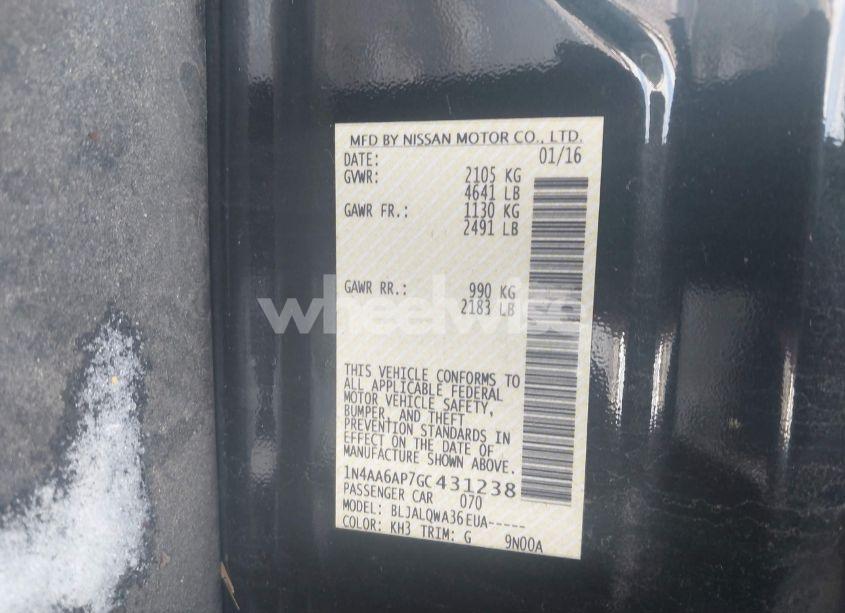 MFD BY NISSAN MOTOR CO., LTD.
DATE: 01/16
GVWR: 2105 KG
4641 LB
GAWR FR.: 1130 KG
2491 LB
GAWR RR.: 990 KG
2183 LB
wheelwise
THIS VEHICLE CONFORMS TO
ALL APPLICABLE FEDERAL
MOTOR VEHICLE SAFETY,
BUMPER, AND THEFT
PREVENTION STANDARDS IN
EFFECT ON THE DATE OF
MANUFACTURE SHOWN ABOVE.
1N4AA6AP7GC431238
PASSENGER CAR 070
MODEL: BLJALQWA36EUA-----
COLOR: KH3 TRIM: G 9N00A